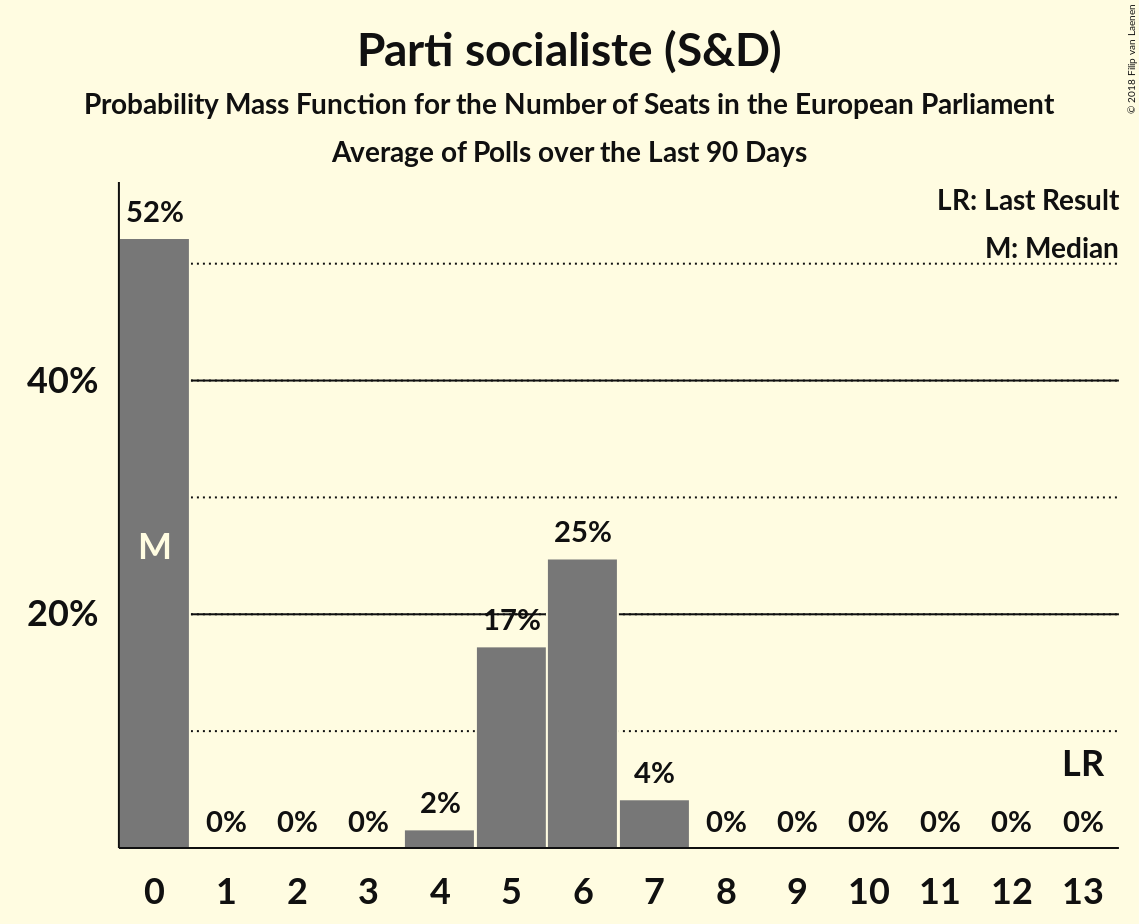 Parti socialiste (S&D)
Probability Mass Function for the Number of Seats in the European Parliament
Average of Polls over the Last 90 Days
© 2018 Filip van Laenen
LR: Last Result
M: Median
52%
40%
M
25%
20%
17%
LR
4%
2%
0% 0% 0% 0% 0% 0% 0% 0% 0%
0 1 2 3 4 5 6 7 8 9 10 11 12 13